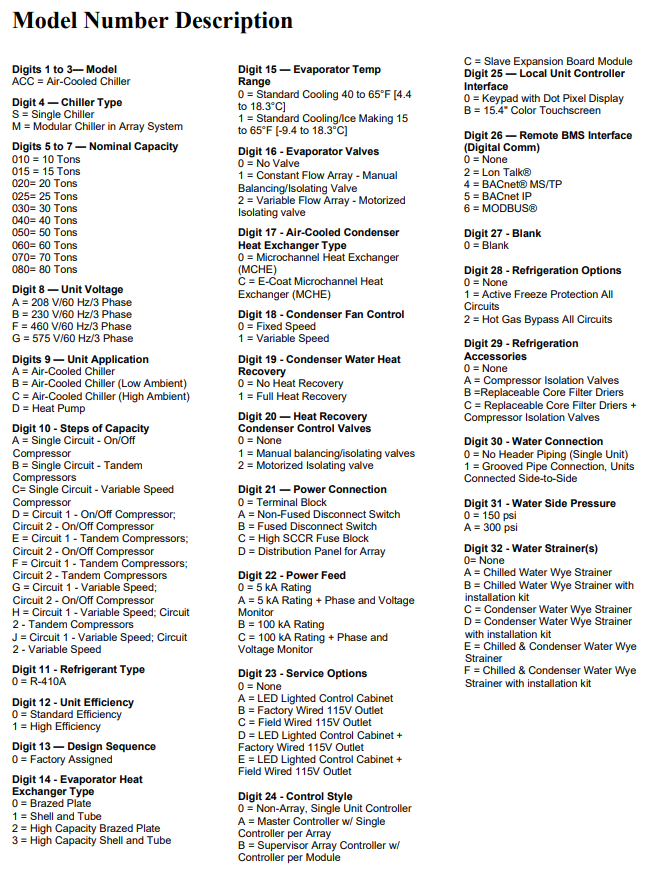 Model Number Description
Digits 1 to 3— Model
ACC = Air-Cooled Chiller
Digit 4 — Chiller Type
S = Single Chiller
M = Modular Chiller in Array System
Digits 5 to 7 — Nominal Capacity
010 = 10 Tons
015 = 15 Tons
020= 20 Tons
025= 25 Tons
030= 30 Tons
040= 40 Tons
050= 50 Tons
060= 60 Tons
070= 70 Tons
080= 80 Tons
Digit 8 — Unit Voltage
A = 208 V/60 Hz/3 Phase
B = 230 V/60 Hz/3 Phase
F = 460 V/60 Hz/3 Phase
G = 575 V/60 Hz/3 Phase
Digits 9 — Unit Application
A = Air-Cooled Chiller
B = Air-Cooled Chiller (Low Ambient)
C = Air-Cooled Chiller (High Ambient)
D = Heat Pump
Digit 10 - Steps of Capacity
A = Single Circuit - On/Off
Compressor
B = Single Circuit - Tandem
Compressors
C= Single Circuit - Variable Speed
Compressor
D = Circuit 1 - On/Off Compressor;
Circuit 2 - On/Off Compressor
E = Circuit 1 - Tandem Compressors;
Circuit 2 - On/Off Compressor
F = Circuit 1 - Tandem Compressors;
Circuit 2 - Tandem Compressors
G = Circuit 1 - Variable Speed;
Circuit 2 - On/Off Compressor
H = Circuit 1 - Variable Speed; Circuit
2 - Tandem Compressors
J = Circuit 1 - Variable Speed; Circuit
2 - Variable Speed
Digit 11 - Refrigerant Type
0 = R-410A
Digit 12 - Unit Efficiency
0 = Standard Efficiency
1 = High Efficiency
Digit 13 — Design Sequence
0 = Factory Assigned
Digit 14 - Evaporator Heat
Exchanger Type
0 = Brazed Plate
1 = Shell and Tube
2 = High Capacity Brazed Plate
3 = High Capacity Shell and Tube
Digit 15 — Evaporator Temp
Range
0 = Standard Cooling 40 to 65°F [4.4
to 18.3°C]
1 = Standard Cooling/Ice Making 15
to 65°F [-9.4 to 18.3°C]
Digit 16 - Evaporator Valves
0 = No Valve
1 = Constant Flow Array - Manual
Balancing/Isolating Valve
2 = Variable Flow Array - Motorized
Isolating valve
Digit 17 - Air-Cooled Condenser
Heat Exchanger Type
0 = Microchannel Heat Exchanger
(MCHE)
C = E-Coat Microchannel Heat
Exchanger (MCHE)
Digit 18 - Condenser Fan Control
0 = Fixed Speed
1 = Variable Speed
Digit 19 - Condenser Water Heat
Recovery
0 = No Heat Recovery
1 = Full Heat Recovery
Digit 20 — Heat Recovery
Condenser Control Valves
0 = None
1 = Manual balancing/isolating valves
2 = Motorized Isolating valve
Digit 21 — Power Connection
0 = Terminal Block
A = Non-Fused Disconnect Switch
B = Fused Disconnect Switch
C = High SCCR Fuse Block
D = Distribution Panel for Array
Digit 22 - Power Feed
0 = 5 kA Rating
A = 5 kA Rating + Phase and Voltage
Monitor
B = 100 kA Rating
C = 100 kA Rating + Phase and
Voltage Monitor
Digit 23 - Service Options
0 = None
A = LED Lighted Control Cabinet
B = Factory Wired 115V Outlet
C = Field Wired 115V Outlet
D = LED Lighted Control Cabinet +
Factory Wired 115V Outlet
E = LED Lighted Control Cabinet +
Field Wired 115V Outlet
Digit 24 - Control Style
0 = Non-Array, Single Unit Controller
A = Master Controller w/ Single
Controller per Array
B = Supervisor Array Controller w/
Controller per Module
C = Slave Expansion Board Module
Digit 25 — Local Unit Controller
Interface
0 = Keypad with Dot Pixel Display
B = 15.4" Color Touchscreen
Digit 26 — Remote BMS Interface
(Digital Comm)
0 = None
2 = Lon Talk®
4 = BACnet® MS/TP
5 = BACnet IP
6 = MODBUS®
Digit 27 - Blank
0 = Blank
Digit 28 - Refrigeration Options
0 = None
1 = Active Freeze Protection All
Circuits
2 = Hot Gas Bypass All Circuits
Digit 29 - Refrigeration
Accessories
0 = None
A = Compressor Isolation Valves
B =Replaceable Core Filter Driers
C = Replaceable Core Filter Driers +
Compressor Isolation Valves
Digit 30 - Water Connection
0 = No Header Piping (Single Unit)
1 = Grooved Pipe Connection, Units
Connected Side-to-Side
Digit 31 - Water Side Pressure
0 = 150 psi
A = 300 psi
Digit 32 - Water Strainer(s)
0= None
A = Chilled Water Wye Strainer
B = Chilled Water Wye Strainer with
installation kit
C = Condenser Water Wye Strainer
D = Condenser Water Wye Strainer
with installation kit
E = Chilled & Condenser Water Wye
Strainer
F = Chilled & Condenser Water Wye
Strainer with installation kit